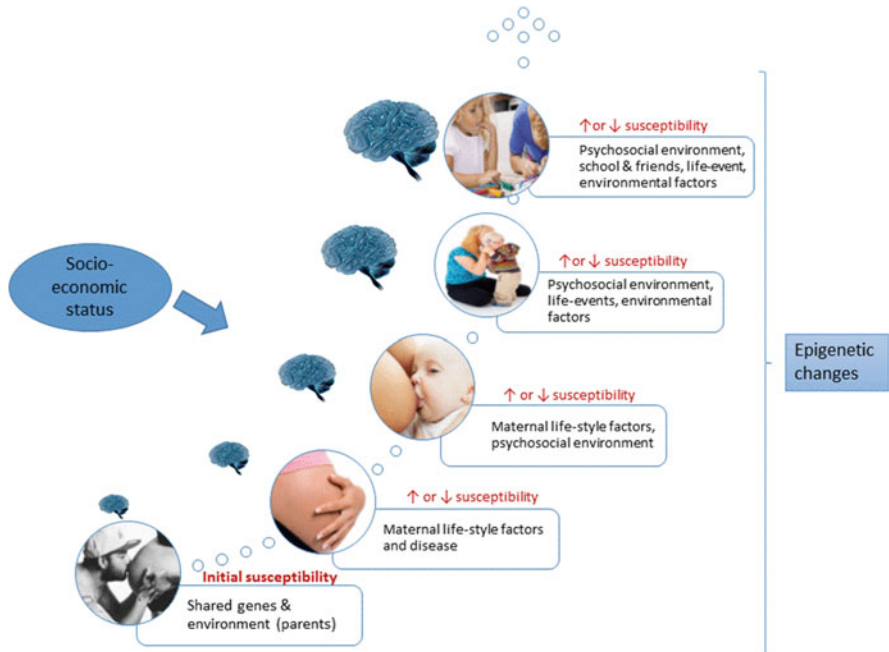 ↑or ↓ susceptibility
Psychosocial environment,
school & friends, life-event,
environmental factors
↑or ↓ susceptibility
Psychosocial environment,
life-events, environmental
factors
Socio-
economic
status
Epigenetic
changes
↑ or ↓ susceptibility
Maternal life-style factors,
psychosocial environment
↑ or ↓ susceptibility
Maternal life-style factors
and disease
Initial susceptibility
Shared genes &
environment (parents)